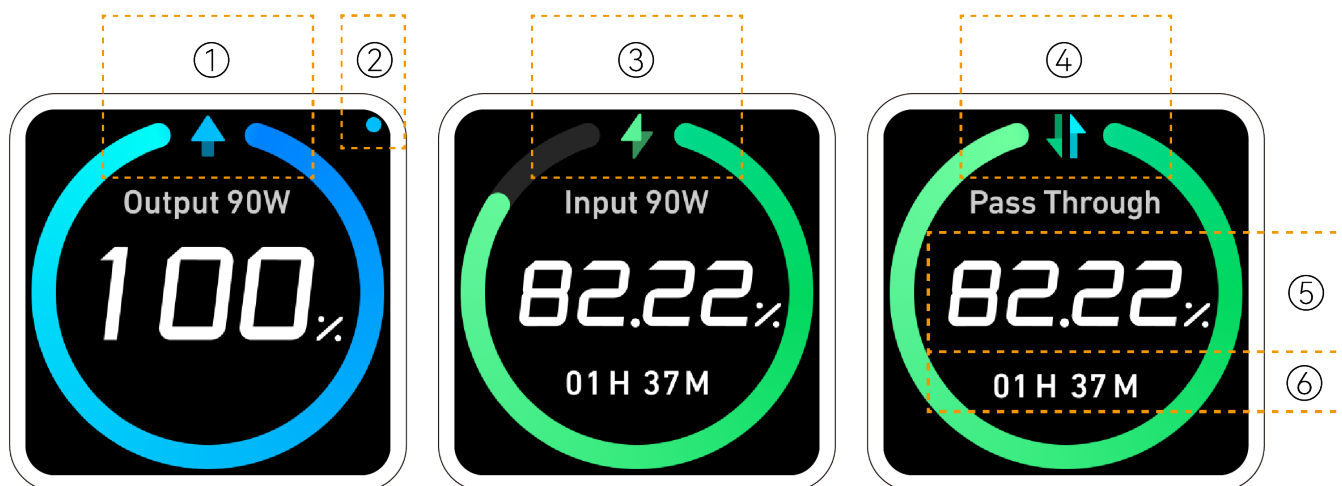 ① ② ③ ④
Output 90W
100%
Input 90W
82.22%
01H 37M
Pass Through
82.22%
01H 37M
⑤
⑥